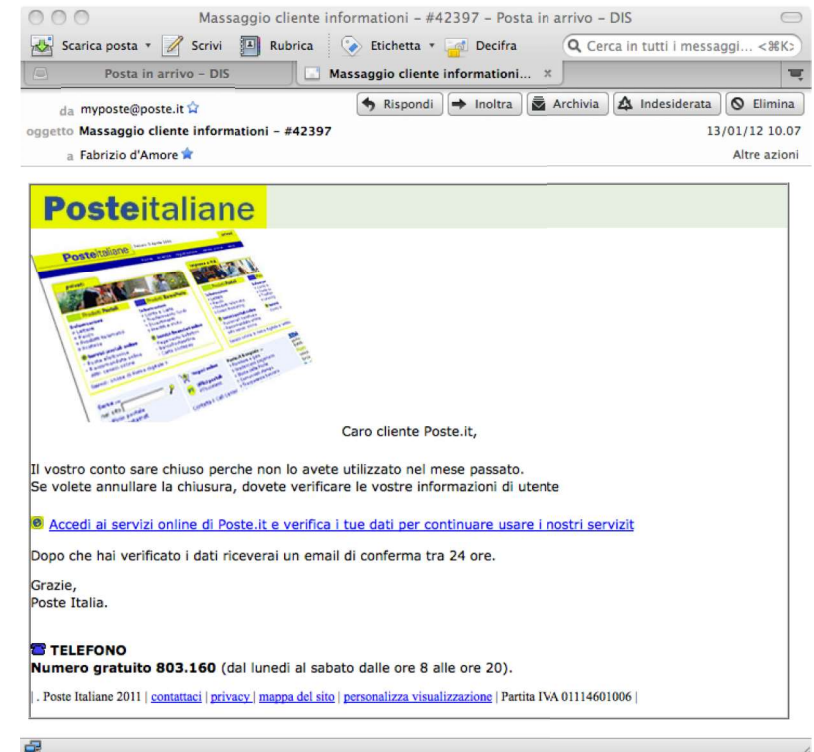 Massaggio cliente informationi – #42397 – Posta in arrivo – DIS
Scarica posta Scrivi Rubrica Etichetta Decifra Cerca in tutti i messaggi... <⌘K>
Posta in arrivo – DIS Massaggio cliente informationi... x
da myposte@poste.it Rispondi Inoltra Archivia Indesiderata Elimina
oggetto Massaggio cliente informationi – #42397 13/01/12 10.07
a Fabrizio d'Amore Altre azioni
Posteitaliane
Posteitaliane
Caro cliente Poste.it,
Il vostro conto sare chiuso perche non lo avete utilizzato nel mese passato.
Se volete annullare la chiusura, dovete verificare le vostre informazioni di utente
Accedi ai servizi online di Poste.it e verifica i tue dati per continuare usare i nostri servizit
Dopo che hai verificato i dati riceverai un email di conferma tra 24 ore.
Grazie,
Poste Italia.
TELEFONO
Numero gratuito 803.160 (dal lunedi al sabato dalle ore 8 alle ore 20).
| . Poste Italiane 2011 | contattaci | privacy | mappa del sito | personalizza visualizzazione | Partita IVA 01114601006 |